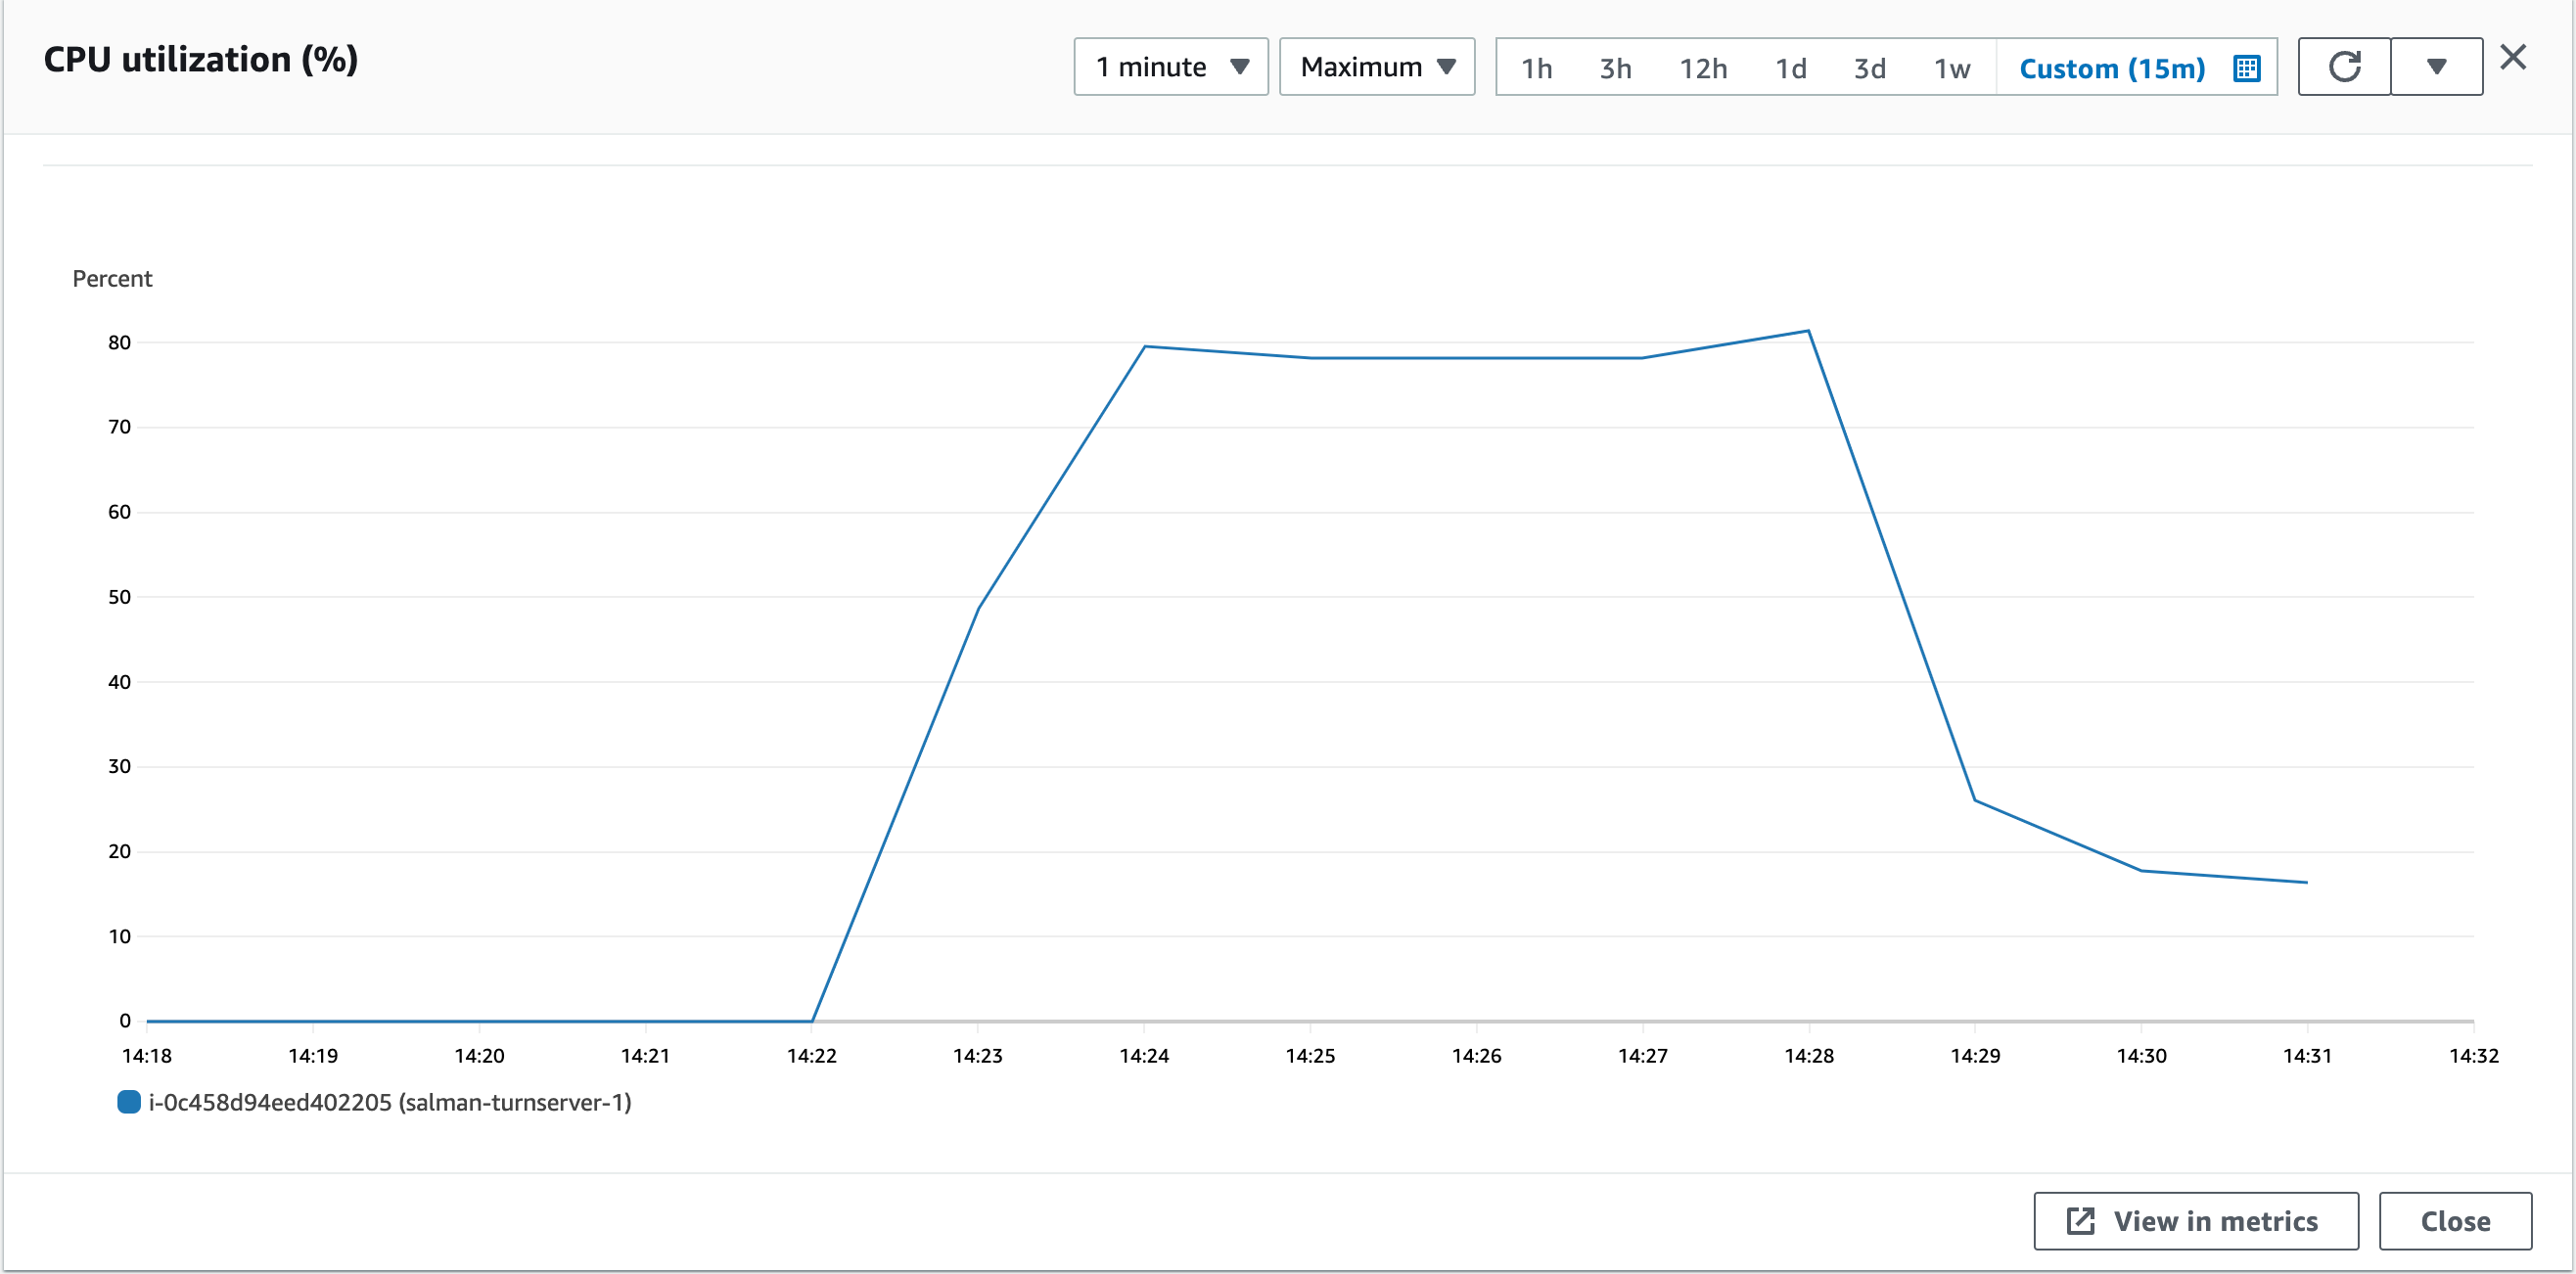 CPU utilization (%)
1 minute
Maximum
1h 3h 12h 1d 3d 1w Custom (15m)
Percent
80
70
60
50
40
30
20
10
0
14:18 14:19 14:20 14:21 14:22 14:23 14:24 14:25 14:26 14:27 14:28 14:29 14:30 14:31 14:32
i-0c458d94eed402205 (salman-turnserver-1)
View in metrics
Close